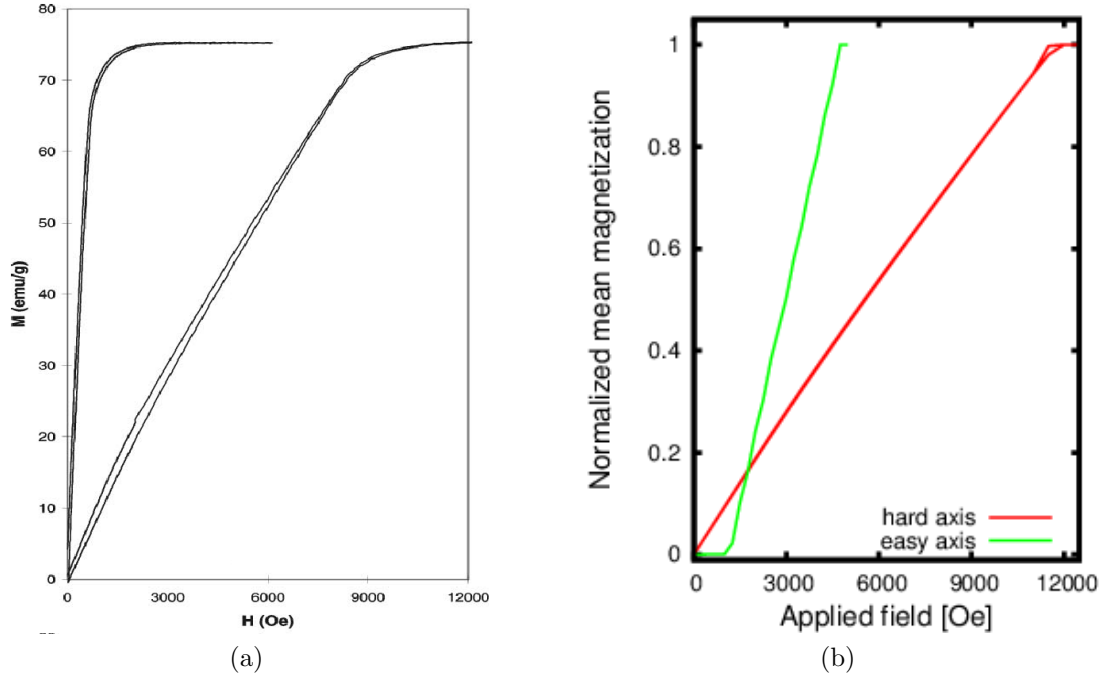 80
70
60
50
40
30
20
10
0
M (emu/g)
0 3000 6000 9000 12000
H (Oe)
(a)
1
0.8
0.6
0.4
0.2
0
Normalized mean magnetization
hard axis
easy axis
0 3000 6000 9000 12000
Applied field [Oe]
(b)